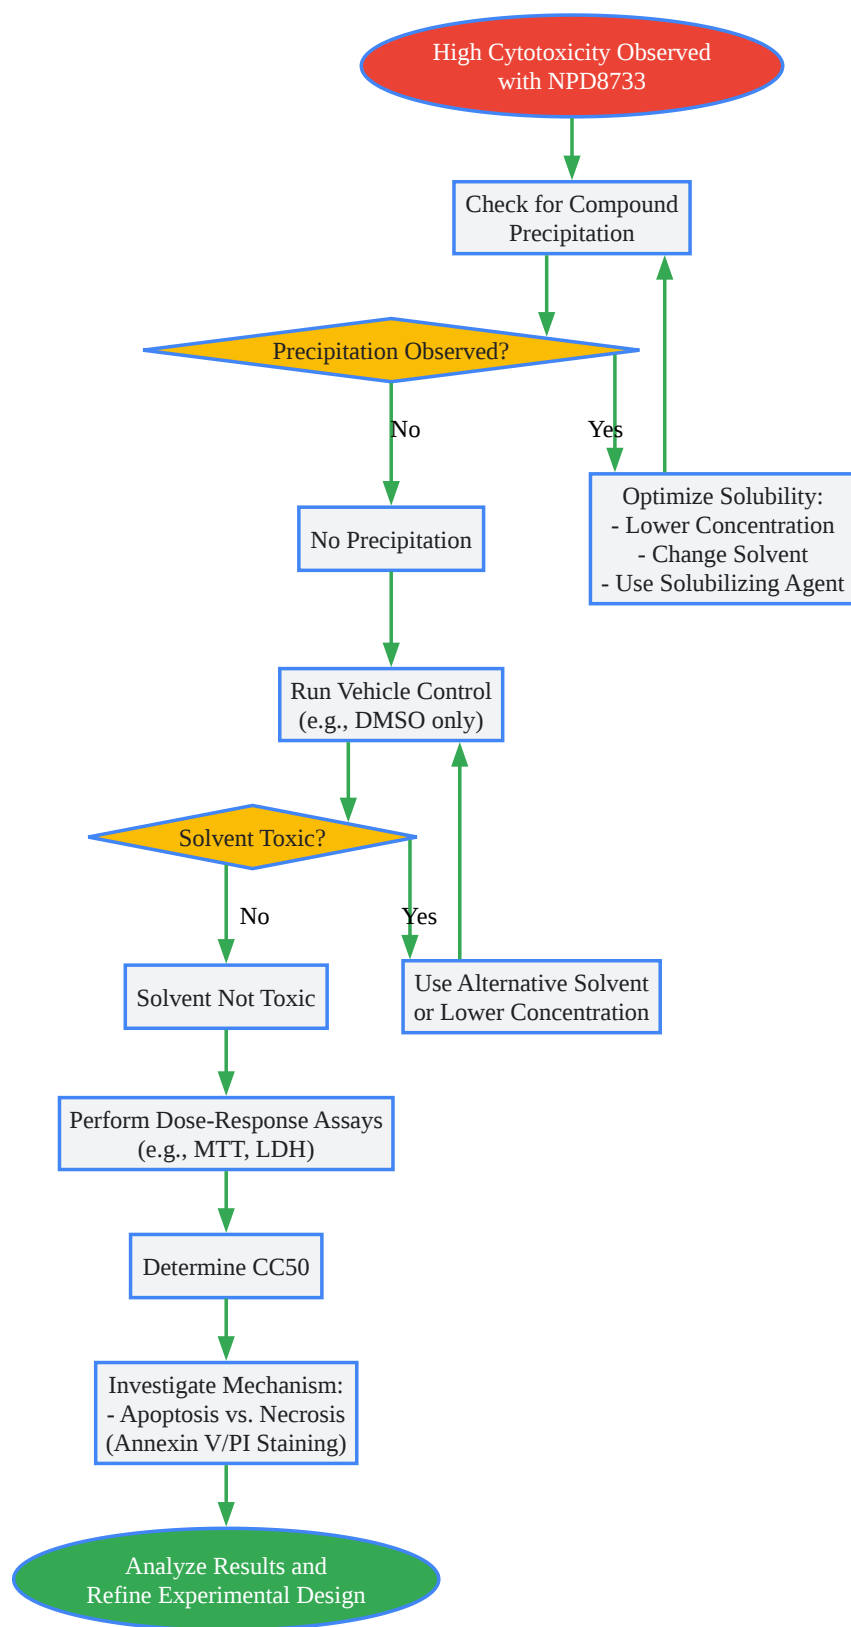 High Cytotoxicity Observed
with NPD8733
Check for Compound
Precipitation
Precipitation Observed?
No
Yes
Optimize Solubility:
- Lower Concentration
- Change Solvent
- Use Solubilizing Agent
No Precipitation
Run Vehicle Control
(e.g., DMSO only)
Solvent Toxic?
No
Yes
Solvent Not Toxic
Use Alternative Solvent
or Lower Concentration
Perform Dose-Response Assays
(e.g., MTT, LDH)
Determine CC50
Investigate Mechanism:
- Apoptosis vs. Necrosis
(Annexin V/PI Staining)
Analyze Results and
Refine Experimental Design